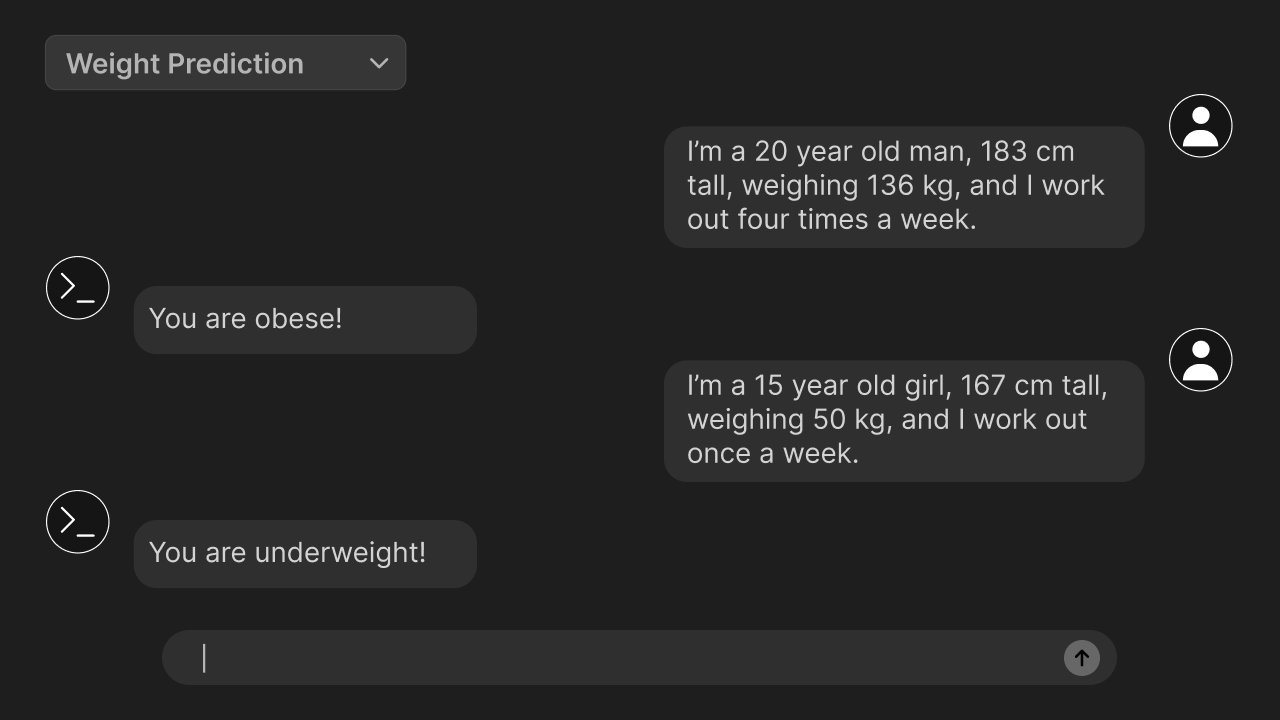 Weight Prediction
I’m a 20 year old man, 183 cm
tall, weighing 136 kg, and I work
out four times a week.
>_
You are obese!
I’m a 15 year old girl, 167 cm tall,
weighing 50 kg, and I work out
once a week.
>_
You are underweight!